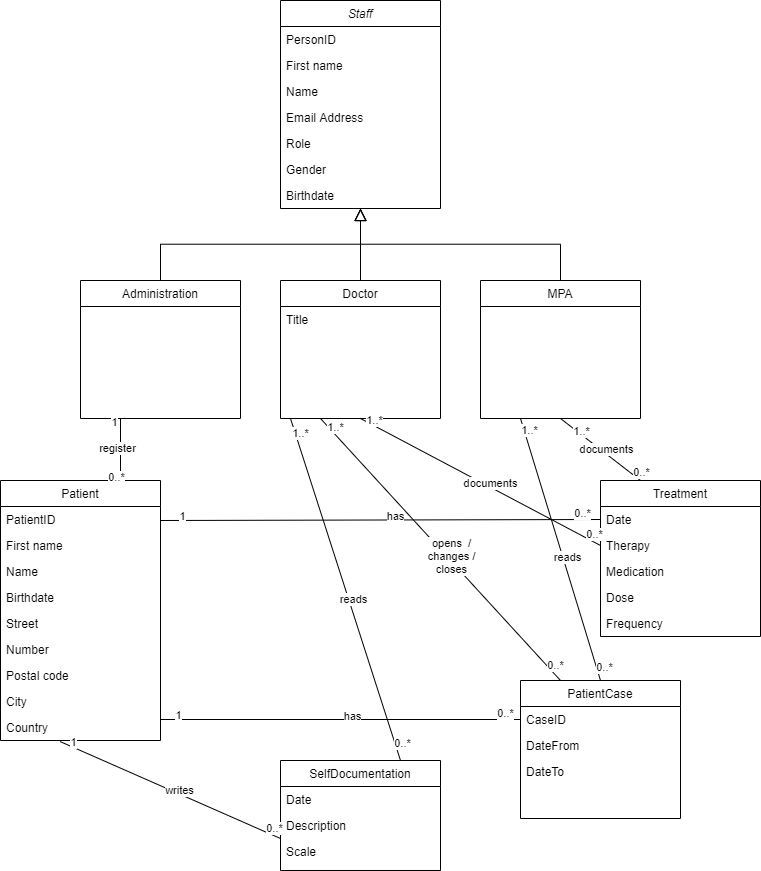 Staff
PersonID
First name
Name
Email Address
Role
Gender
Birthdate
Administration
Doctor
Title
MPA
1
register
0..*
1..*
1..*
1..*
1..*
1..*
documents
0..*
documents
0..*
Patient
PatientID
First name
Name
Birthdate
Street
Number
Postal code
City
Country
1
has
0..*
Treatment
Date
Therapy
Medication
Dose
Frequency
opens /
changes /
closes
reads
reads
0..*
0..*
1
has
0..*
PatientCase
CaseID
DateFrom
DateTo
0..*
1
writes
0..*
SelfDocumentation
Date
Description
Scale